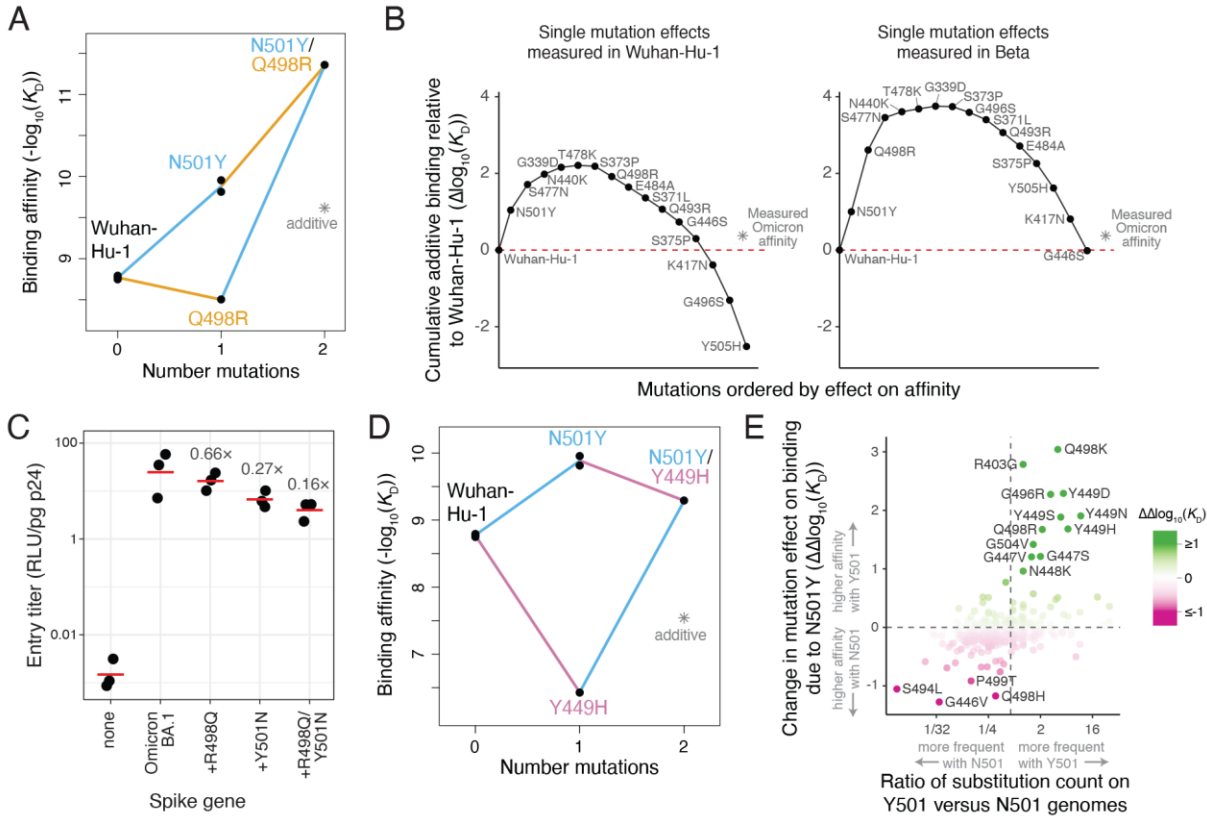 A
Binding affinity (-log10(KD))
11
10
9
8
0
1
2
Number mutations
Wuhan-
Hu-1
N501Y
Q498R
N501Y/
Q498R
additive
B
Single mutation effects
measured in Wuhan-Hu-1
Single mutation effects
measured in Beta
Cumulative additive binding relative
to Wuhan-Hu-1 (Δlog10(KD))
4
2
0
-2
Wuhan-Hu-1
N501Y
S477N
G339D
N440K
T478K
S373P
Q498R
E484A
S371L
Q493R
G446S
S375P
K417N
G496S
Y505H
Measured
Omicron
affinity
4
2
0
-2
Wuhan-Hu-1
N501Y
Q498R
S477N
N440K
T478K
G339D
S373P
G496S
S371L
Q493R
E484A
S375P
Y505H
K417N
G446S
Measured
Omicron
affinity
Mutations ordered by effect on affinity
C
Entry titer (RLU/pg p24)
100
1
0.01
0.66×
0.27×
0.16×
none
Omicron
BA.1
+R498Q
+Y501N
+R498Q/
Y501N
Spike gene
D
Binding affinity (-log10(KD))
10
9
8
7
0
1
2
Number mutations
Wuhan-
Hu-1
N501Y
N501Y/
Y449H
Y449H
additive
E
Change in mutation effect on binding
due to N501Y (ΔΔlog10(KD))
higher affinity
with Y501
higher affinity
with N501
3
2
1
0
-1
Q498K
R403G
G496R
Y449D
Y449S
Y449N
Q498R
Y449H
G504V
G447V
G447S
N448K
P499T
S494L
Q498H
G446V
1/32
1/4
2
16
more frequent
with N501
more frequent
with Y501
Ratio of substitution count on
Y501 versus N501 genomes
ΔΔlog10(KD)
≥1
0
≤-1